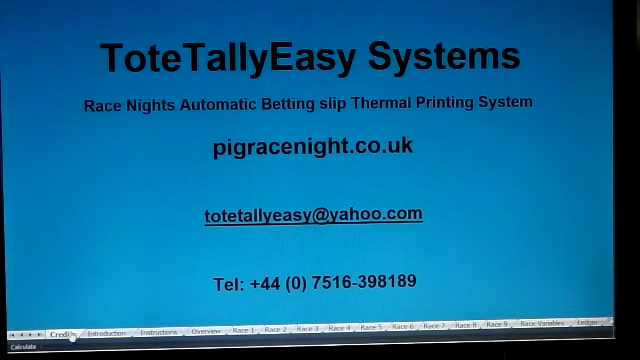 ToteTallyEasy Systems
Race Nights Automatic Betting slip Thermal Printing System
pigracenight.co.uk
totetallyeasy@yahoo.com
Tel: +44 (0) 7516-398189
Credits Introduction Instructions Overview Race 1 Race 2 Race 3 Race 4 Race 5 Race 6 Race 7 Race 8 Race 9 Race Variables Ledger
Calculate